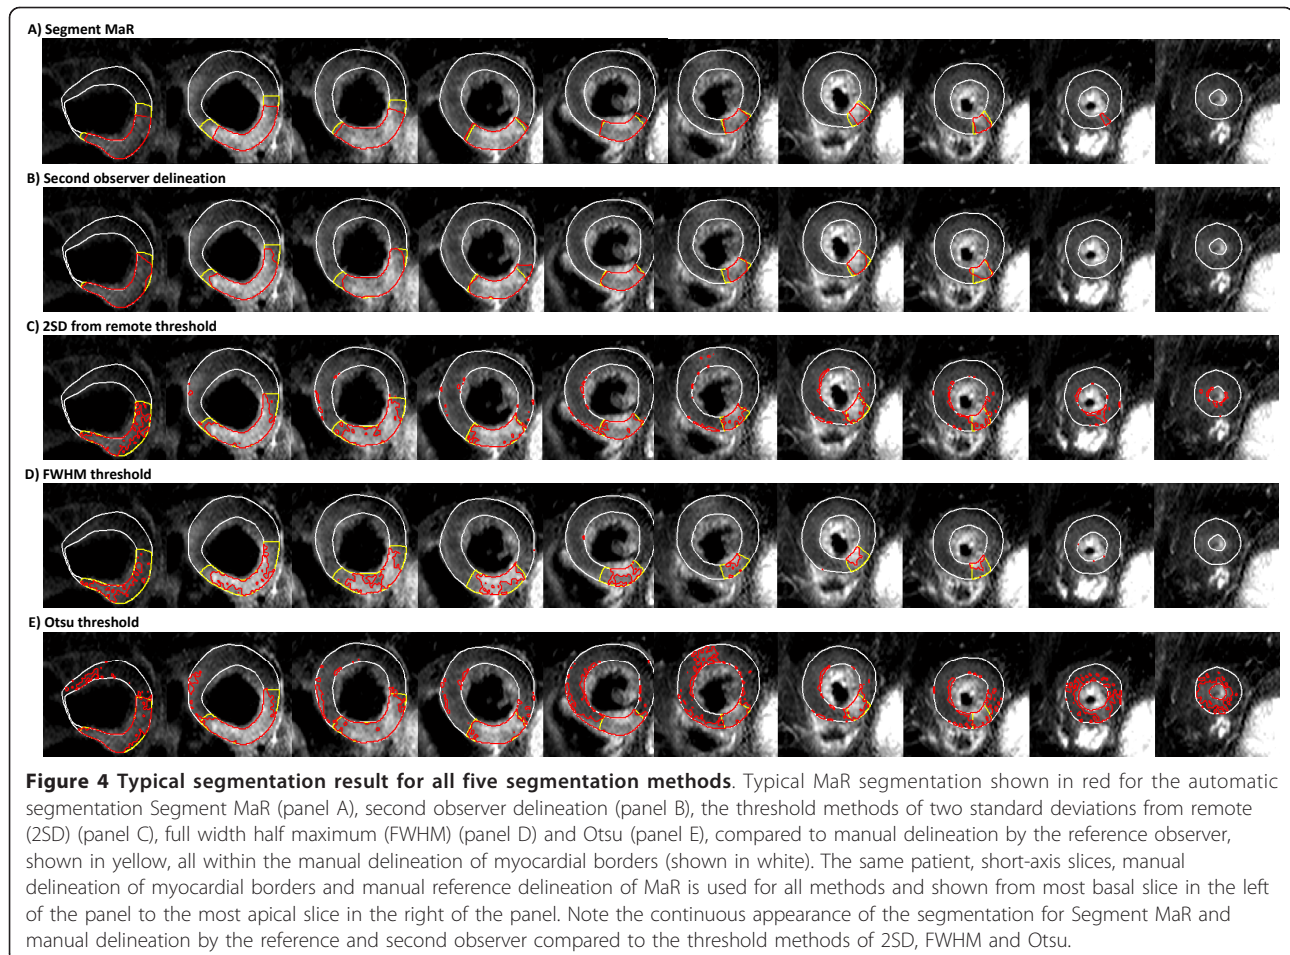 A) Segment MaR
B) Second observer delineation
C) 2SD from remote threshold
D) FWHM threshold
E) Otsu threshold
Figure 4 Typical segmentation result for all five segmentation methods. Typical MaR segmentation shown in red for the automatic
segmentation Segment MaR (panel A), second observer delineation (panel B), the threshold methods of two standard deviations from remote
(2SD) (panel C), full width half maximum (FWHM) (panel D) and Otsu (panel E), compared to manual delineation by the reference observer,
shown in yellow, all within the manual delineation of myocardial borders (shown in white). The same patient, short-axis slices, manual
delineation of myocardial borders and manual reference delineation of MaR is used for all methods and shown from most basal slice in the left
of the panel to the most apical slice in the right of the panel. Note the continuous appearance of the segmentation for Segment MaR and
manual delineation by the reference and second observer compared to the threshold methods of 2SD, FWHM and Otsu.